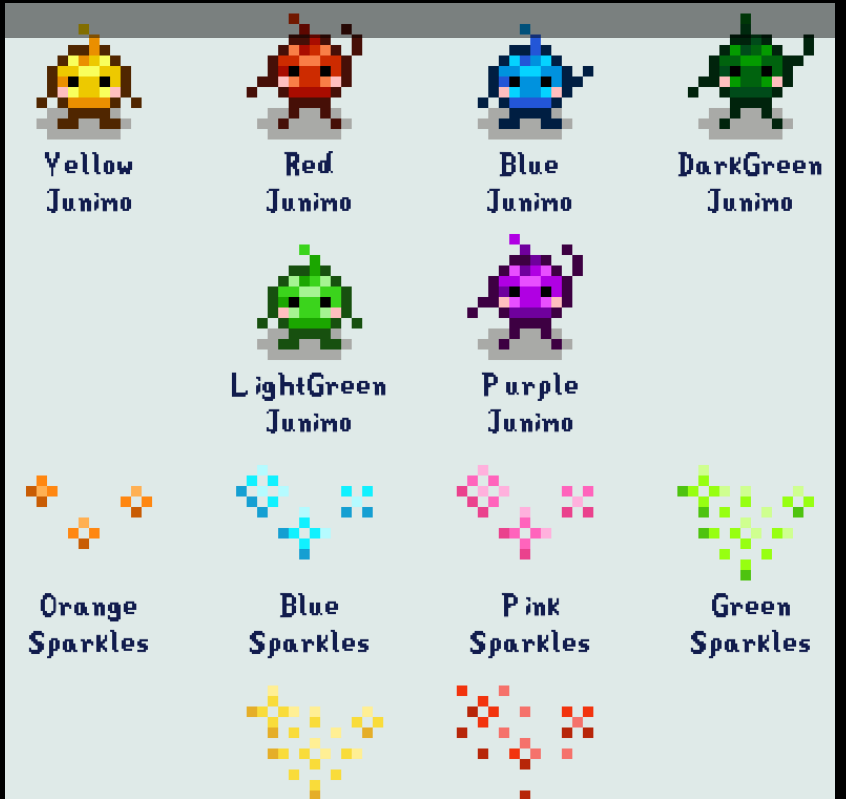 Yellow Junimo
Red Junimo
Blue Junimo
DarkGreen Junimo
LightGreen Junimo
Purple Junimo
Orange Sparkles
Blue Sparkles
Pink Sparkles
Green Sparkles